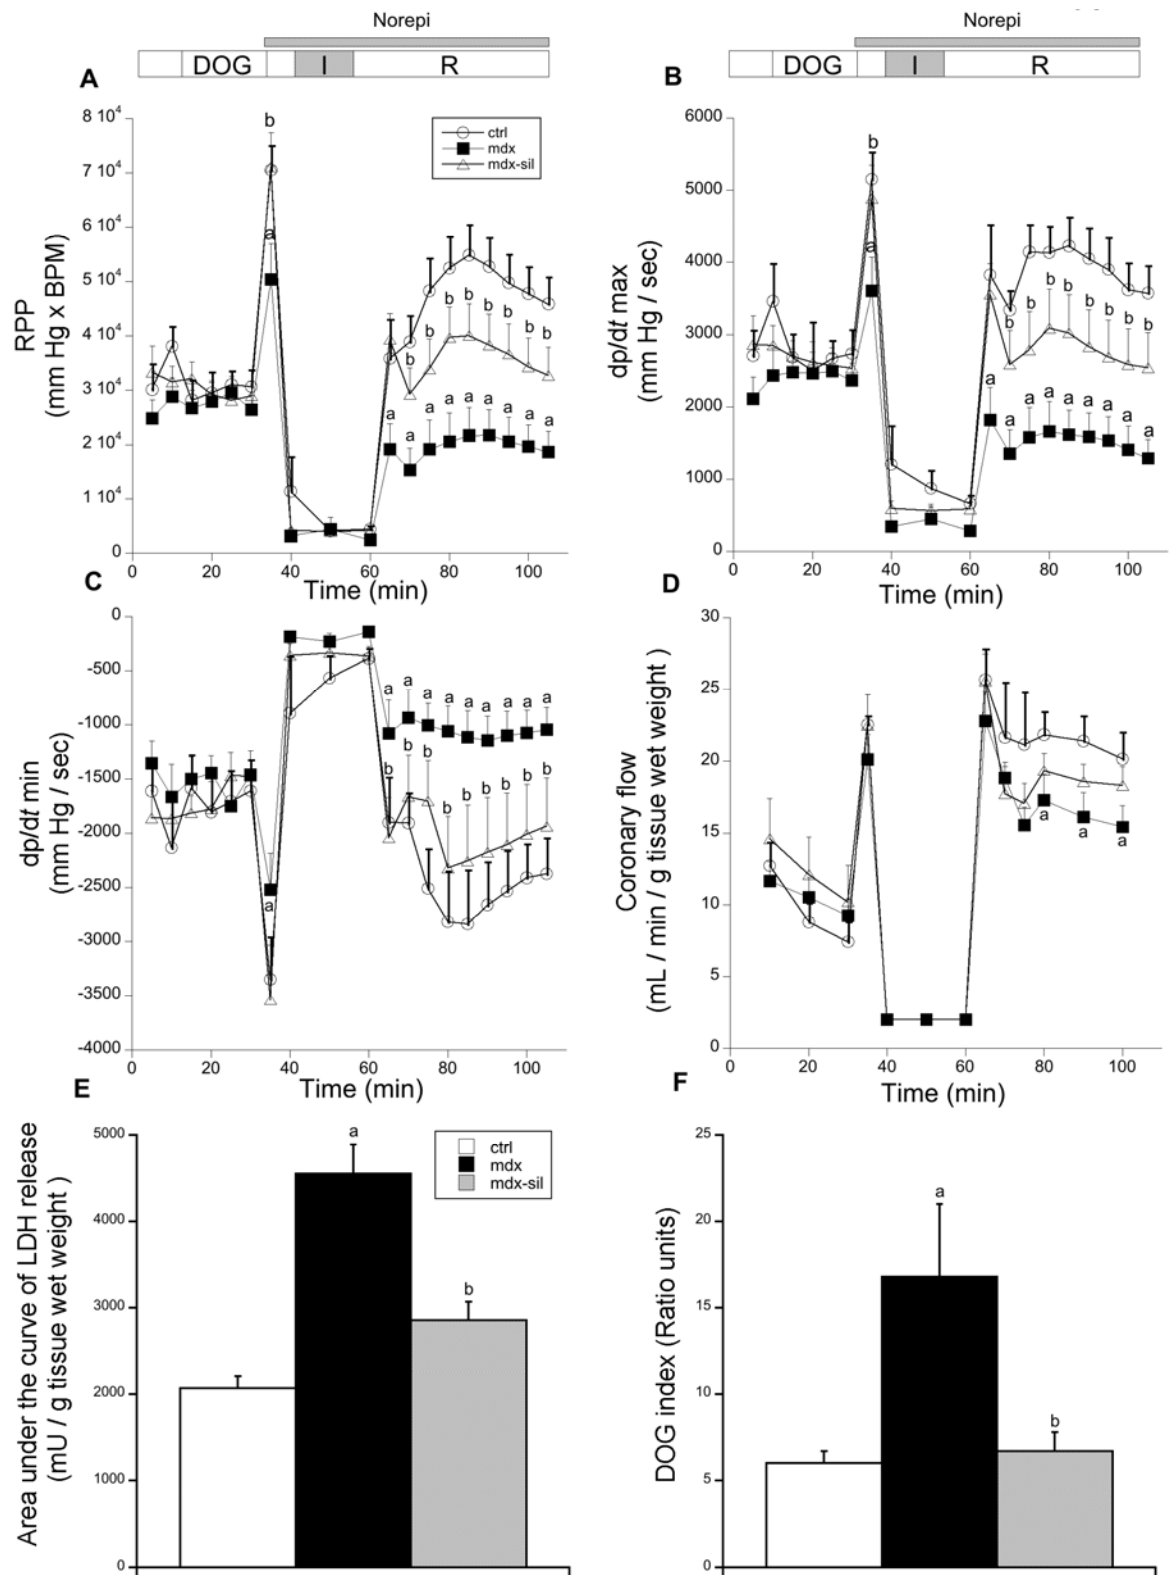 Norepi
DOG I R
Norepi
DOG I R
A
8 10⁴
7 10⁴
6 10⁴
5 10⁴
4 10⁴
3 10⁴
2 10⁴
1 10⁴
0
RPP
(mm Hg x BPM)
b
a
a a a a a a a a a
b b b b b b b b
ctrl
mdx
mdx-sil
0 20 40 60 80 100
Time (min)
B
6000
5000
4000
3000
2000
1000
0
dp/dt max
(mm Hg / sec)
b
a
b b b b b b b b
a a a a a a a a a
0 20 40 60 80 100
Time (min)
C
0
-500
-1000
-1500
-2000
-2500
-3000
-3500
-4000
dp/dt min
(mm Hg / sec)
a
a a a a a a a a a
b b b b b b b b b
0 20 40 60 80 100
Time (min)
D
30
25
20
15
10
5
0
Coronary flow
(mL / min / g tissue wet weight )
a a a
0 20 40 60 80 100
Time (min)
E
5000
4000
3000
2000
1000
0
Area under the curve of LDH release
(mU / g tissue wet weight )
a
b
ctrl
mdx
mdx-sil
F
25
20
15
10
5
0
DOG index (Ratio units)
a
b